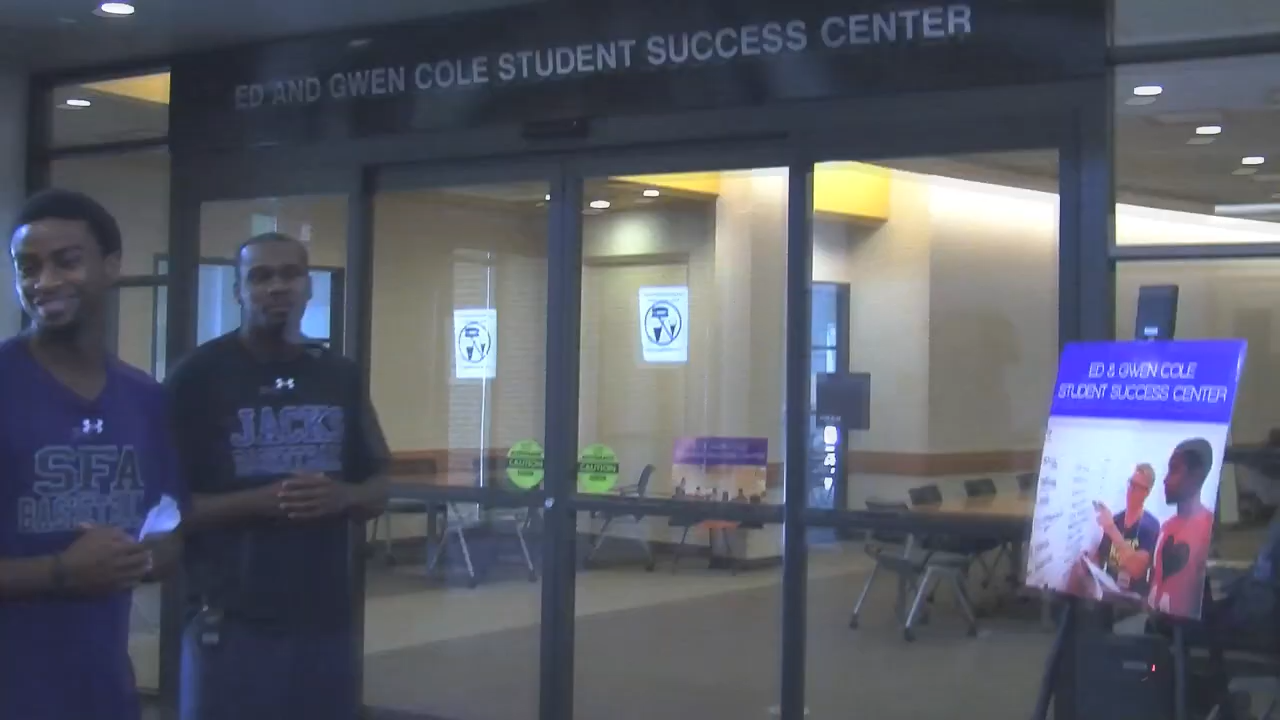 ED AND GWEN COLE STUDENT SUCCESS CENTER
JACKS
BASKETBALL
SFA
BASKETBALL
CAUTION
CAUTION
ED & GWEN COLE
STUDENT SUCCESS CENTER